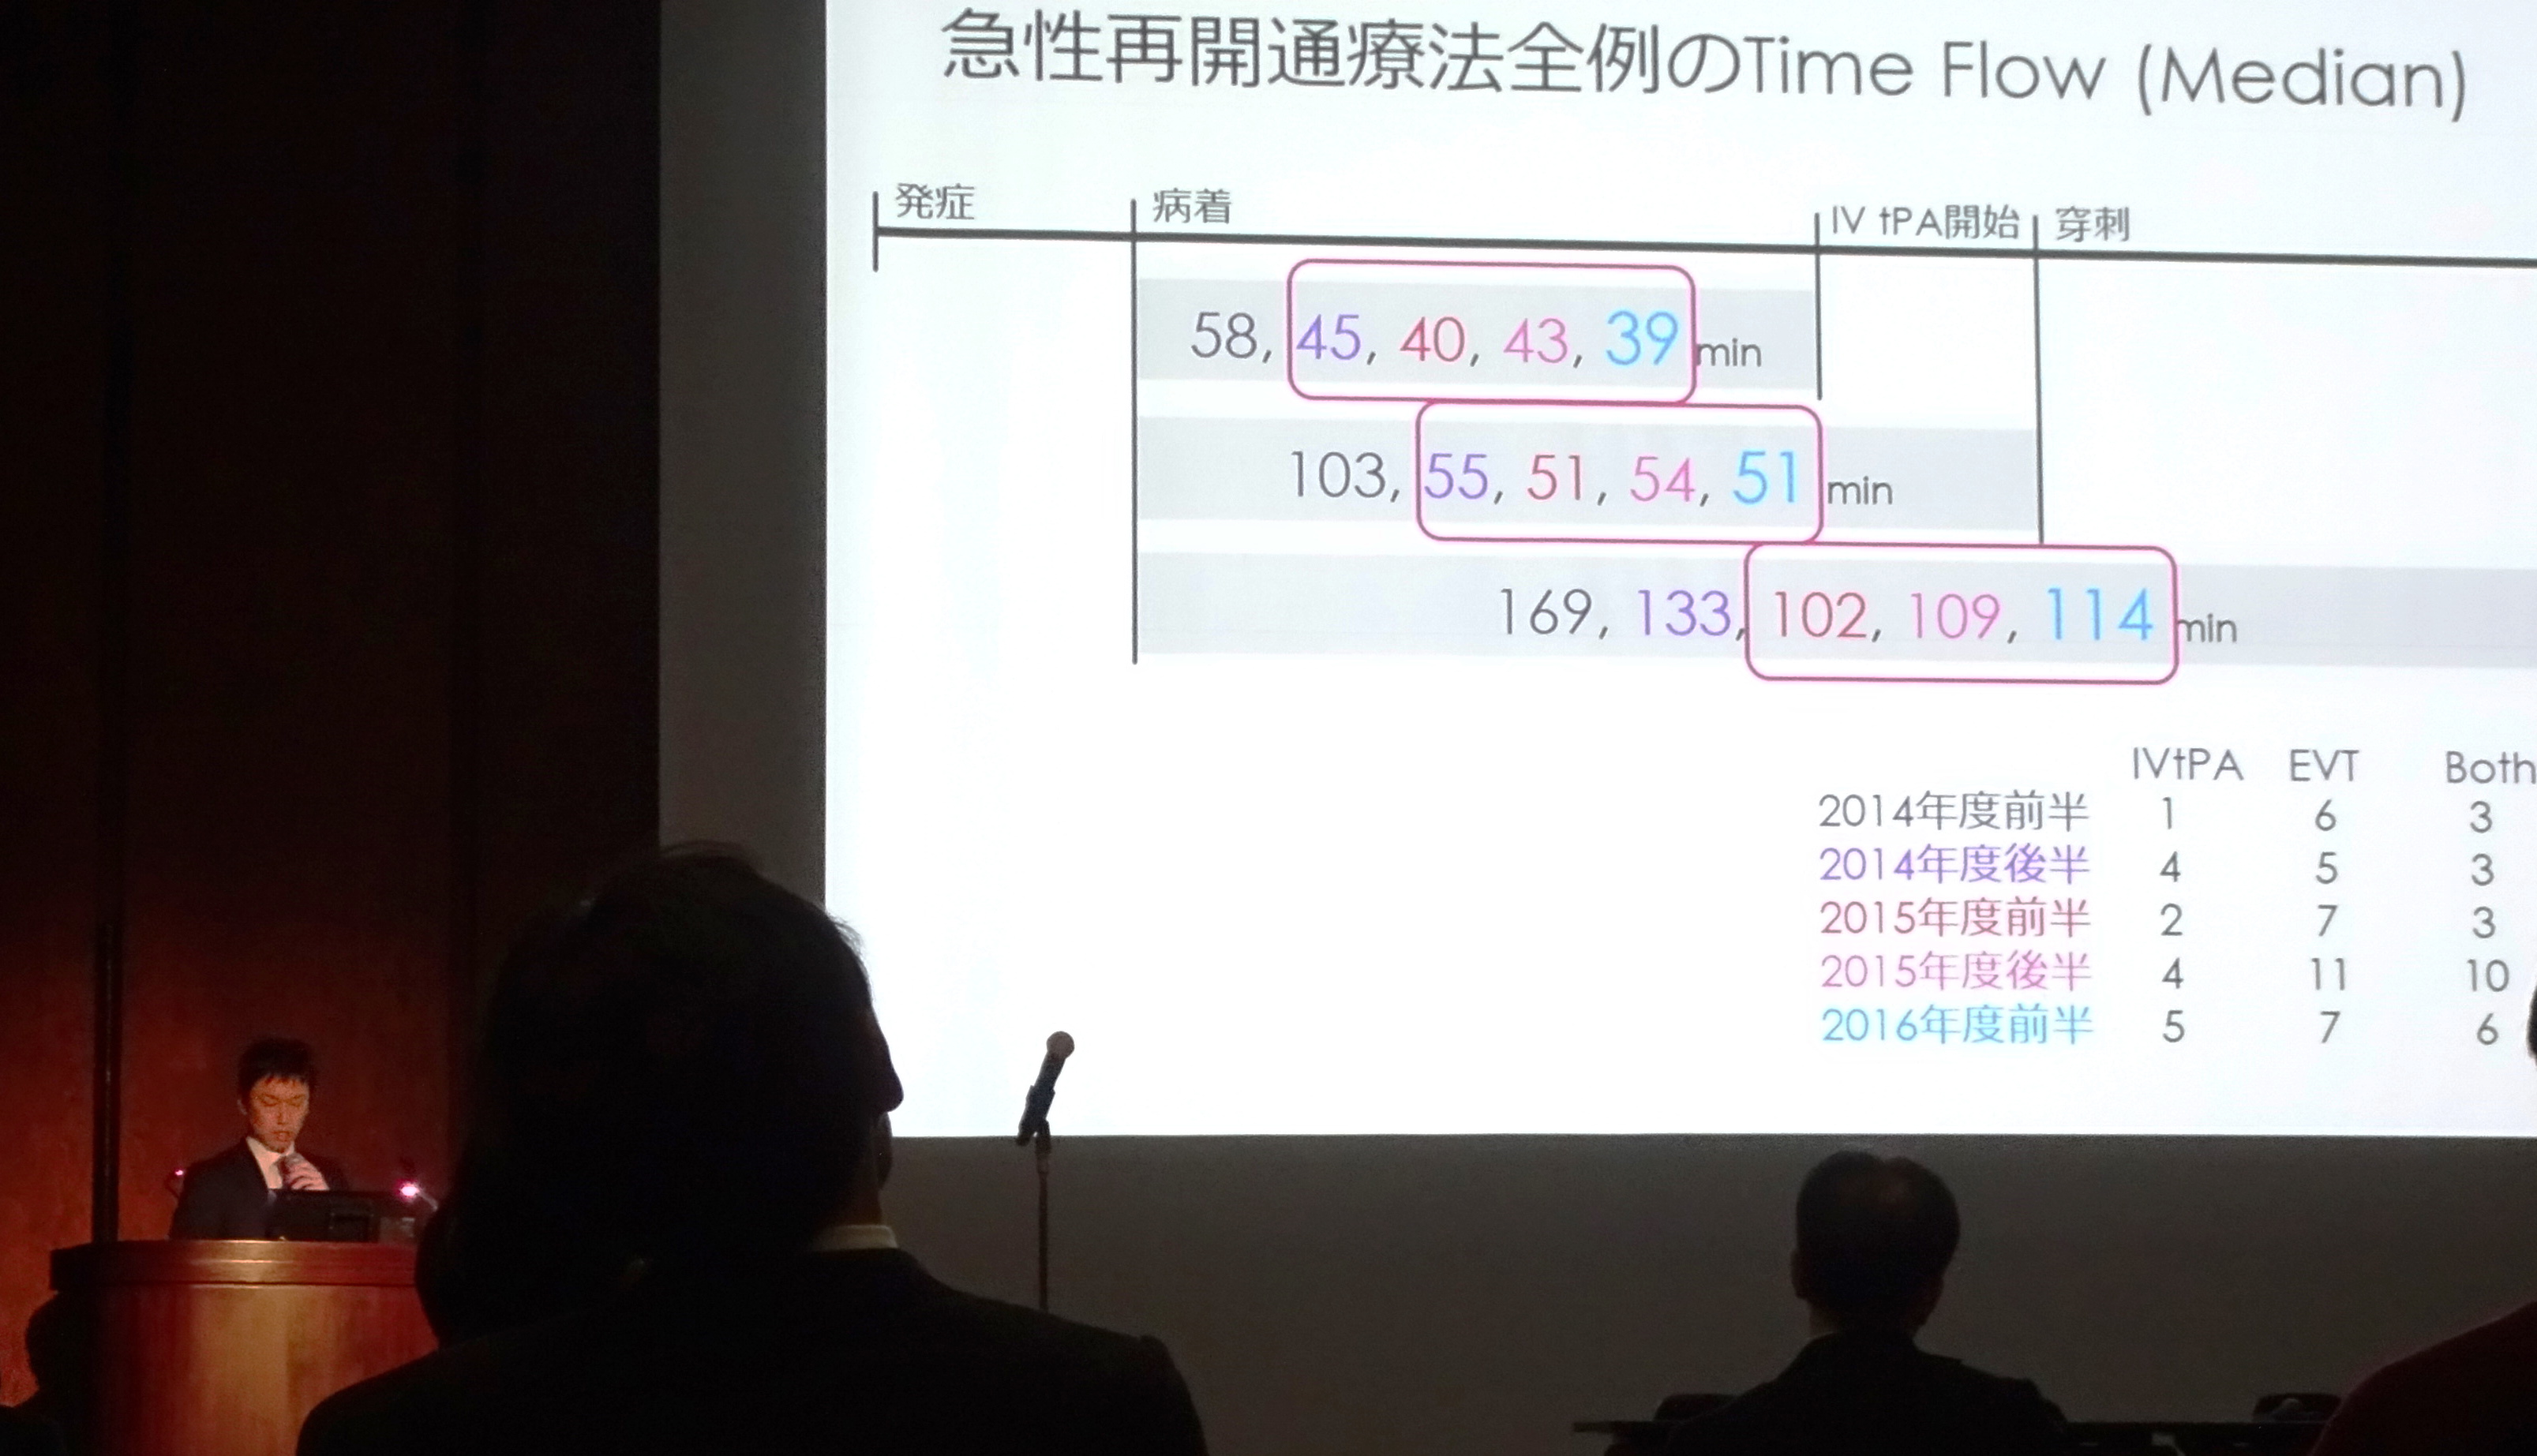 急性再開通療法全例のTime Flow (Median)
発症 病着 IV tPA開始 穿刺
58, 45, 40, 43, 39 min
103, 55, 51, 54, 51 min
169, 133, 102, 109, 114 min
IVtPA EVT Both
2014年度前半 1 6 3
2014年度後半 4 5 3
2015年度前半 2 7 3
2015年度後半 4 11 10
2016年度前半 5 7 6